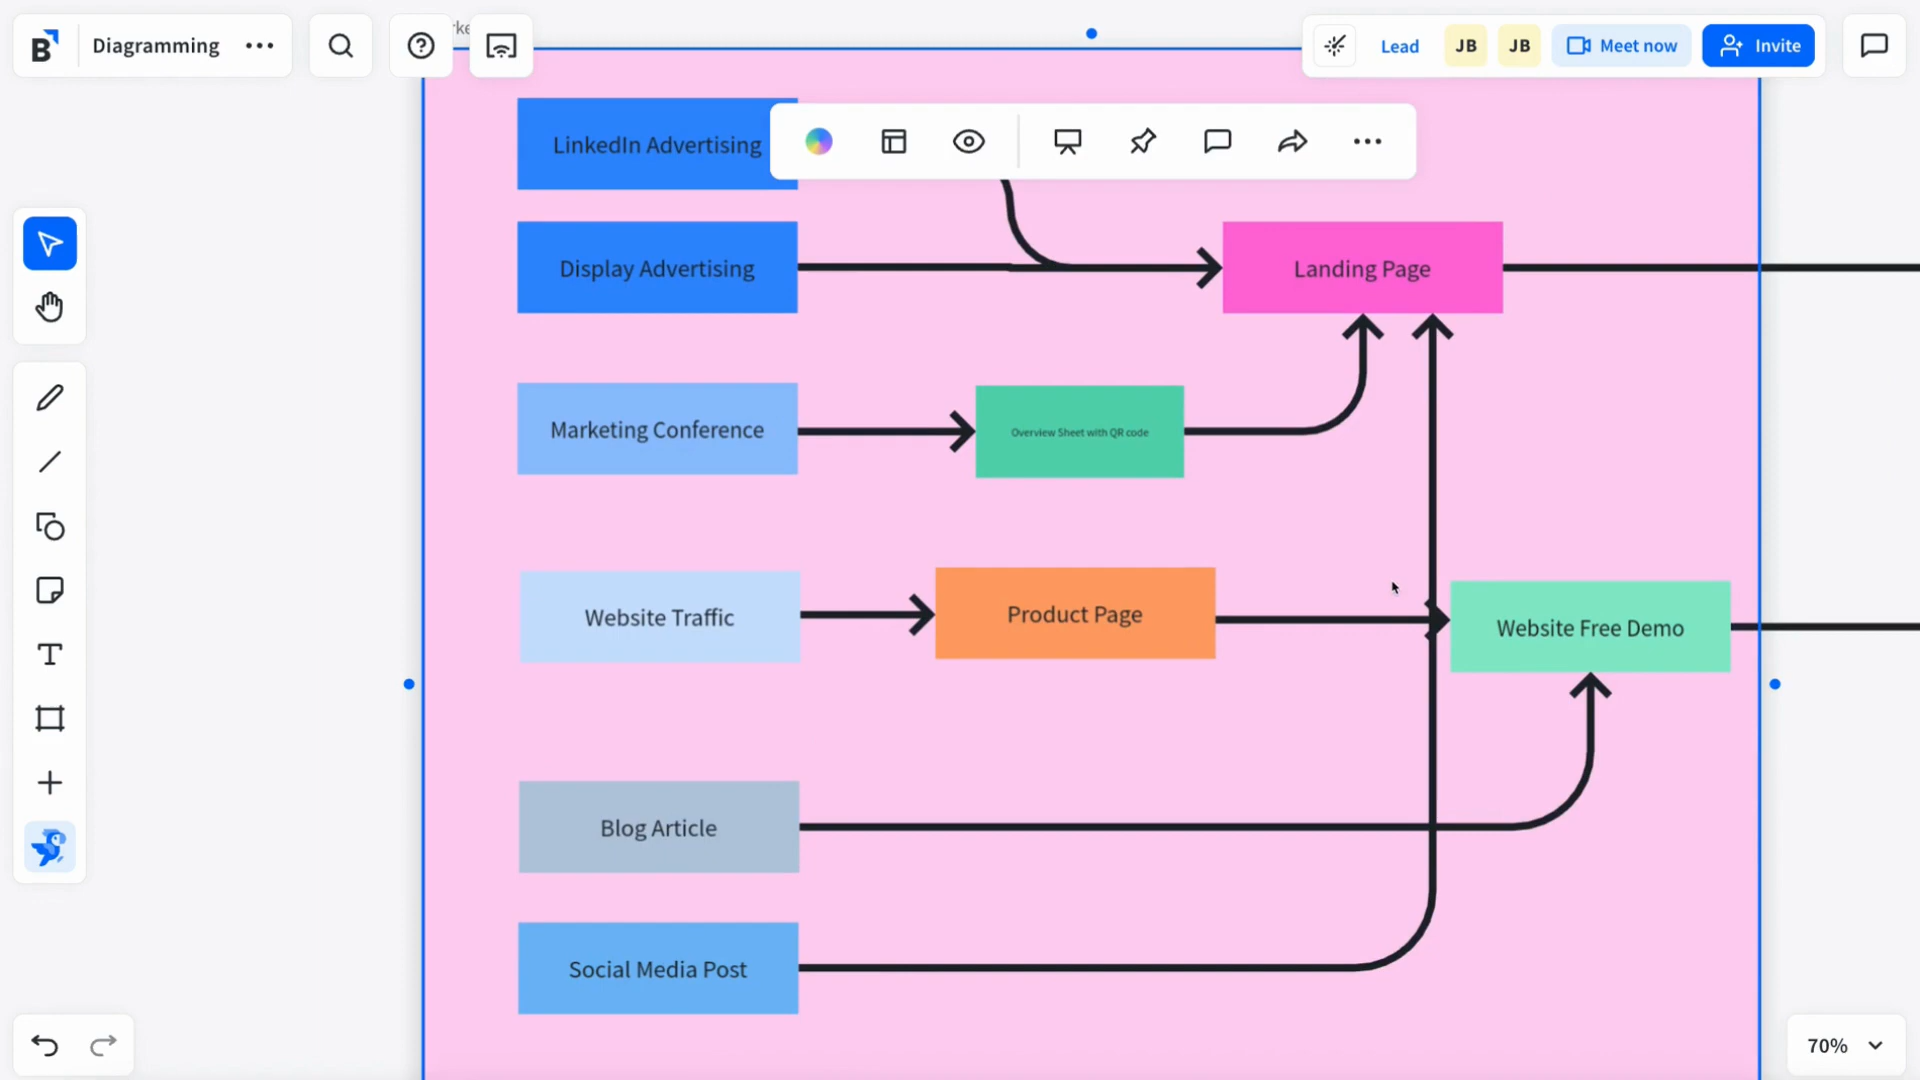 B Diagramming
rke
Lead JB JB Meet now Invite
LinkedIn Advertising
Display Advertising
Landing Page
Marketing Conference
Overview Sheet with QR code
Website Traffic
Product Page
Website Free Demo
Blog Article
Social Media Post
70%